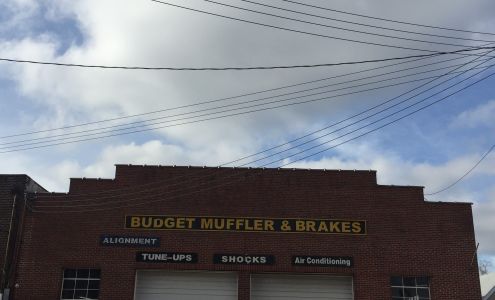 BUDGET MUFFLER & BRAKES
ALIGNMENT
TUNE-UPS
SHOCKS
Air Conditioning